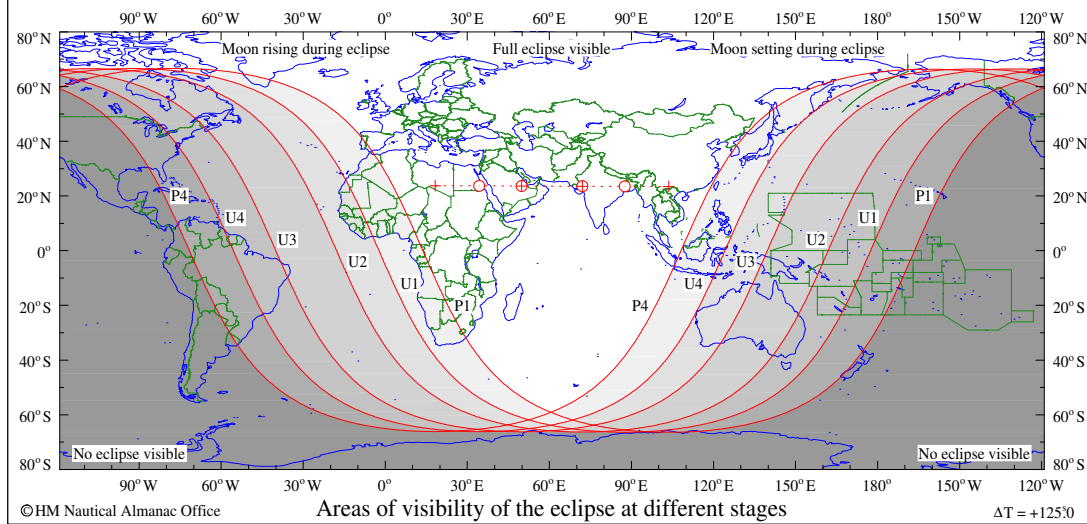 90°W 60°W 30°W 0° 30°E 60°E 90°E 120°E 150°E 180° 150°W 120°W
80°N 80°N
Moon rising during eclipse Full eclipse visible Moon setting during eclipse
60°N 60°N
40°N 40°N
20°N 20°N
P4 P1
U4 U1
U3 U2
0° 0°
U2 U3
U1 U4
P1 P4
20°S 20°S
40°S 40°S
60°S 60°S
No eclipse visible No eclipse visible
80°S 80°S
90°W 60°W 30°W 0° 30°E 60°E 90°E 120°E 150°E 180° 150°W 120°W
©HM Nautical Almanac Office Areas of visibility of the eclipse at different stages ΔT = +125ˢ.0